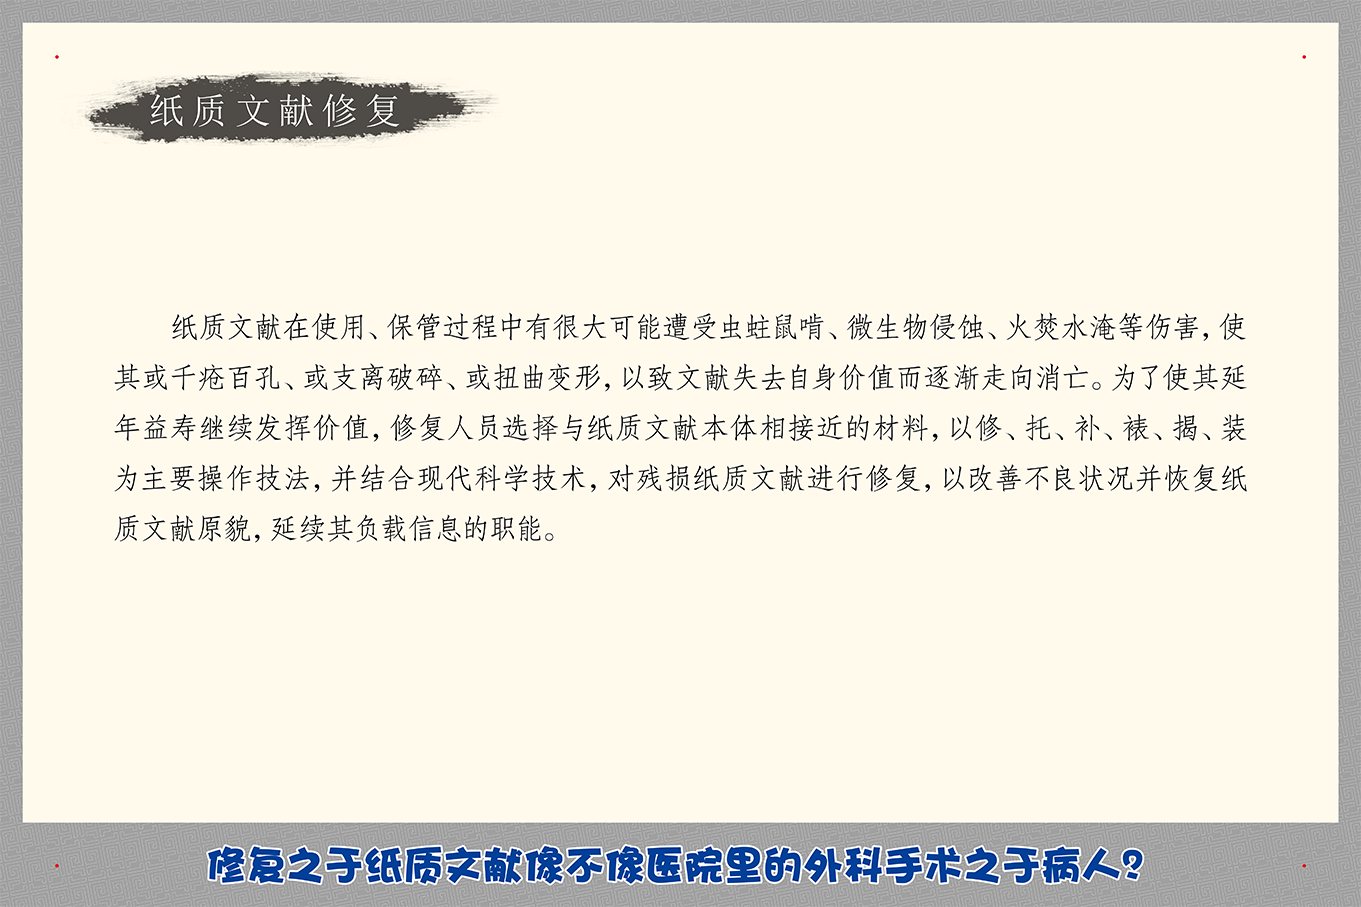 纸质文献修复
纸质文献在使用、保管过程中有很大可能遭受虫蛀鼠啃、微生物侵蚀、火焚水淹等伤害，使
其或千疮百孔、或支离破碎、或扭曲变形，以致文献失去自身价值而逐渐走向消亡。为了使其延
年益寿继续发挥价值，修复人员选择与纸质文献本体相接近的材料，以修、托、补、裱、揭、装
为主要操作技法，并结合现代科学技术，对残损纸质文献进行修复，以改善不良状况并恢复纸
质文献原貌，延续其负载信息的职能。
修复之于纸质文献像不像医院里的外科手术之于病人？